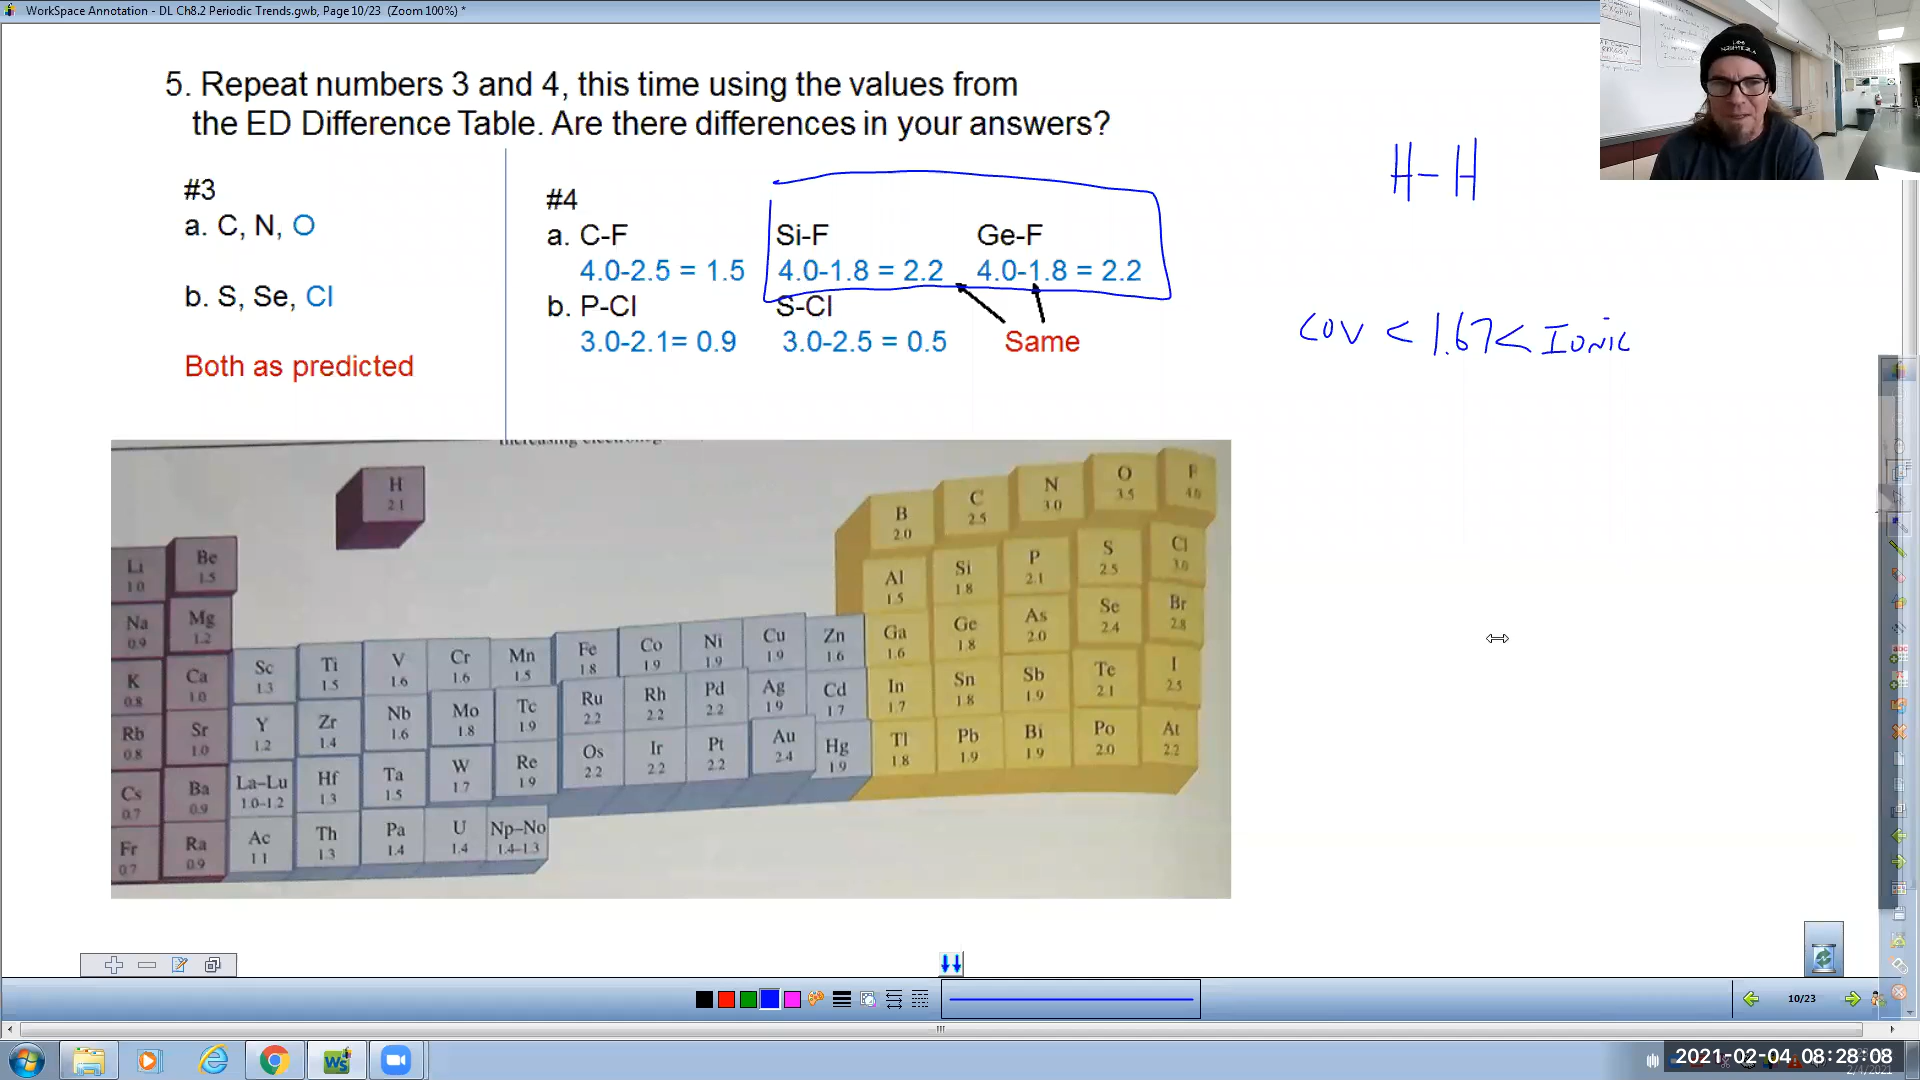 WorkSpace Annotation - DL Ch8.2 Periodic Trends.gwb, Page 10/23 (Zoom 100%) *
5. Repeat numbers 3 and 4, this time using the values from
the ED Difference Table. Are there differences in your answers?
H-H
#3
#4
a. C, N, O
a. C-F Si-F Ge-F
4.0-2.5 = 1.5 4.0-1.8 = 2.2 4.0-1.8 = 2.2
b. S, Se, Cl
b. P-Cl S-Cl
3.0-2.1= 0.9 3.0-2.5 = 0.5 Same
COV < 1.67 < Ionic
Both as predicted
H
2.1
B C N O F
2.0 2.5 3.0 3.5 4.0
Li Be
1.0 1.5
Al Si P S Cl
1.5 1.8 2.1 2.5 3.0
Na Mg
0.9 1.2
K Ca Sc Ti V Cr Mn Fe Co Ni Cu Zn Ga Ge As Se Br
0.8 1.0 1.3 1.5 1.6 1.6 1.5 1.8 1.9 1.9 1.9 1.6 1.6 1.8 2.0 2.4 2.8
Rb Sr Y Zr Nb Mo Tc Ru Rh Pd Ag Cd In Sn Sb Te I
0.8 1.0 1.2 1.4 1.6 1.8 1.9 2.2 2.2 2.2 1.9 1.7 1.7 1.8 1.9 2.1 2.5
Cs Ba La–Lu Hf Ta W Re Os Ir Pt Au Hg Tl Pb Bi Po At
0.7 0.9 1.0–1.2 1.3 1.5 1.7 1.9 2.2 2.2 2.2 2.4 1.9 1.8 1.9 1.9 2.0 2.2
Fr Ra Ac Th Pa U Np–No
0.7 0.9 1.1 1.3 1.4 1.4 1.4–1.3
10/23
2021-02-04 08:28:08
2/4/2021